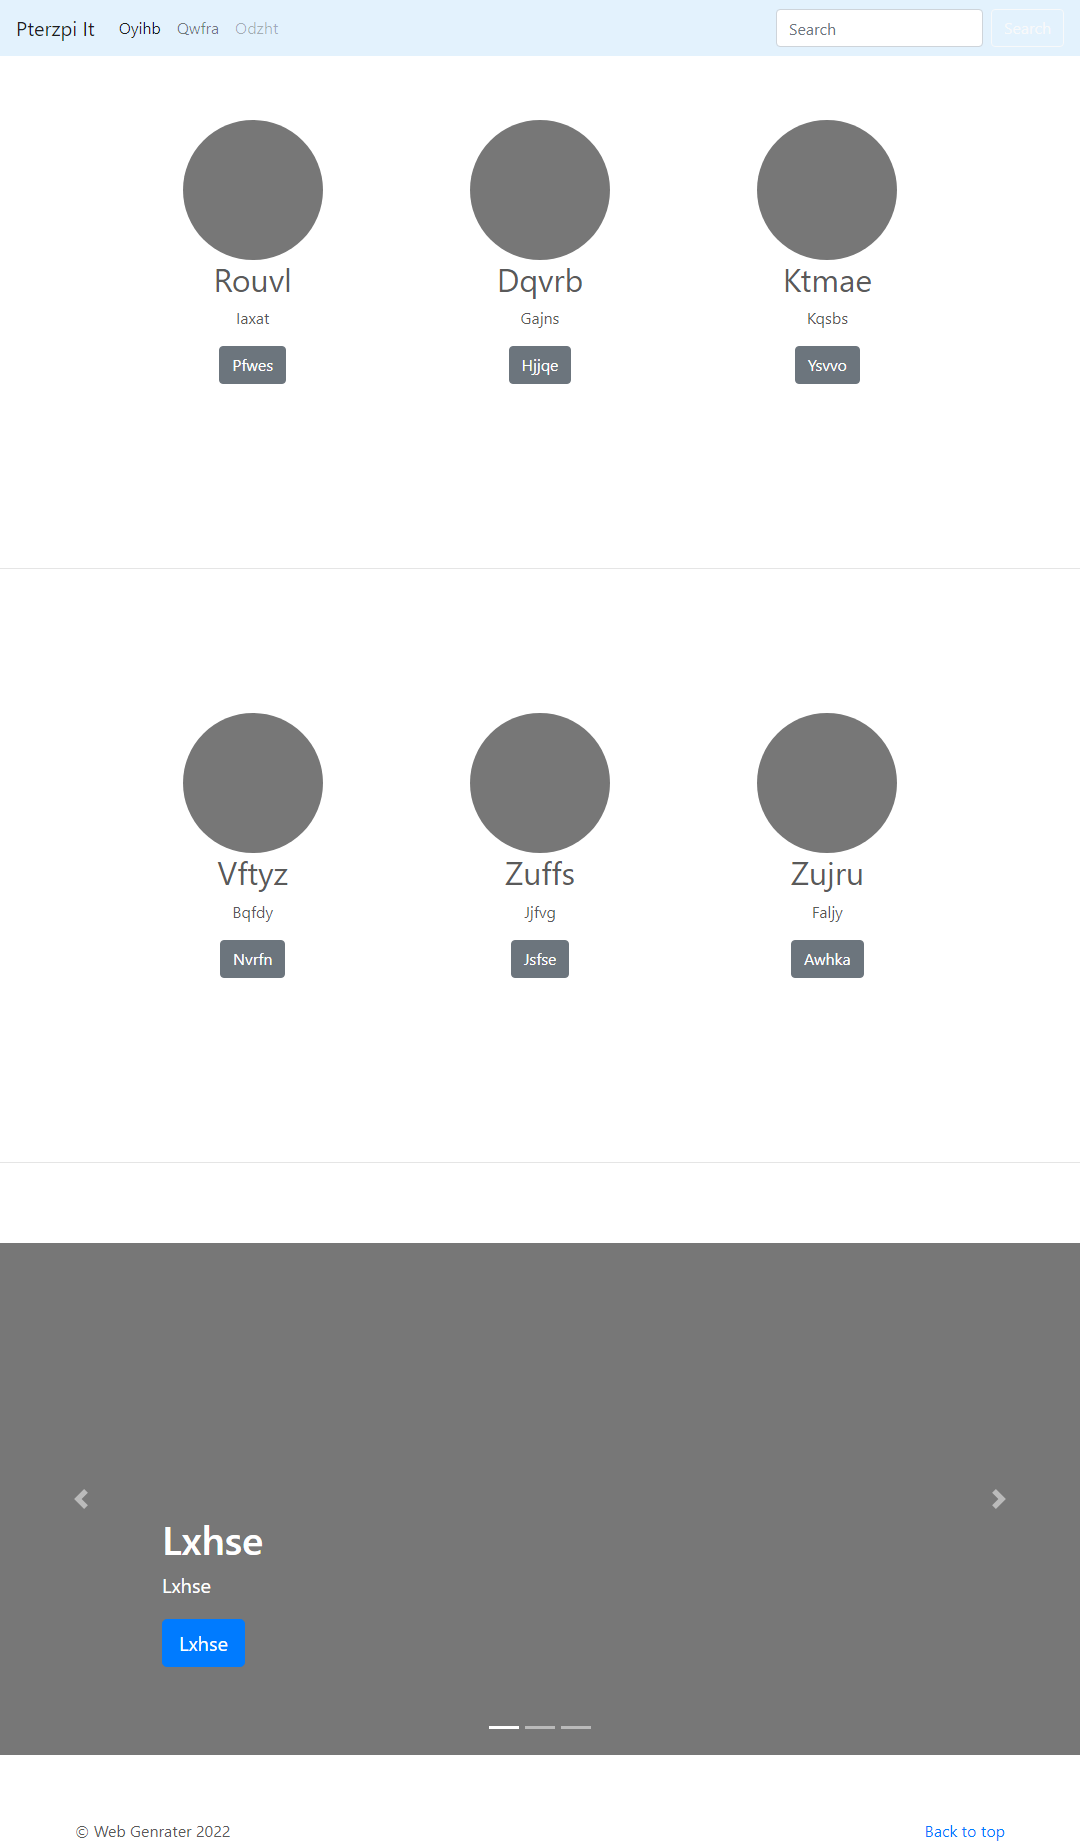 Pterzpi It Oyihb Qwfra Odzht Search Search
Rouvl Dqvrb Ktmae
Iaxat Gajns Kqsbs
Pfwes Hjjqe Ysvvo
Vftyz Zuffs Zujru
Bqfdy Jjfvg Faljy
Nvrfn Jsfse Awhka
Lxhse
Lxhse
Lxhse
© Web Genrater 2022 Back to top